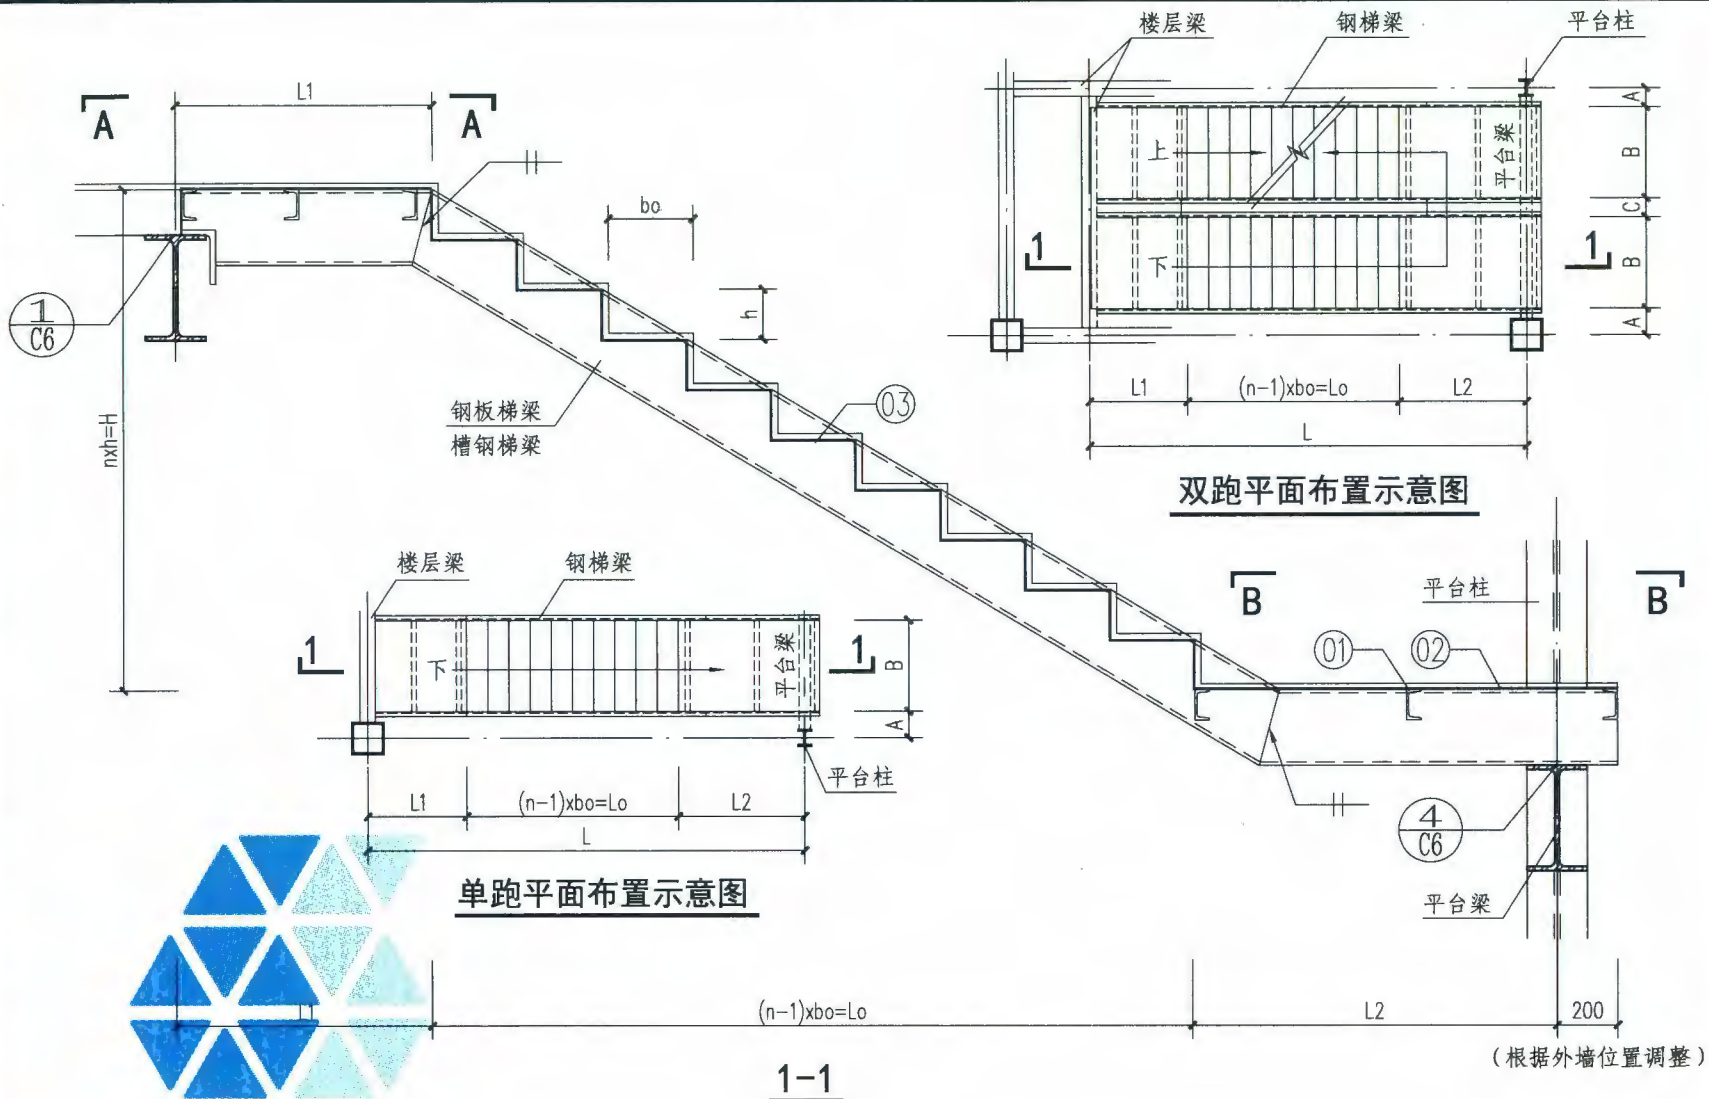 楼层梁
钢梯梁
平台柱
L1
A
A
A
上
平台梁
B
bo
C
1
1
1
C6
h
下
B
A
L1
(n-1)xbo=Lo
L2
钢板梯梁
槽钢梯梁
03
nxh=H
L
双跑平面布置示意图
楼层梁
钢梯梁
B
平台柱
B
1
1
下
平台梁
B
01
02
A
平台柱
L1
(n-1)xbo=Lo
L2
L
4
C6
单跑平面布置示意图
平台梁
(n-1)xbo=Lo
L2
200
(根据外墙位置调整)
1-1